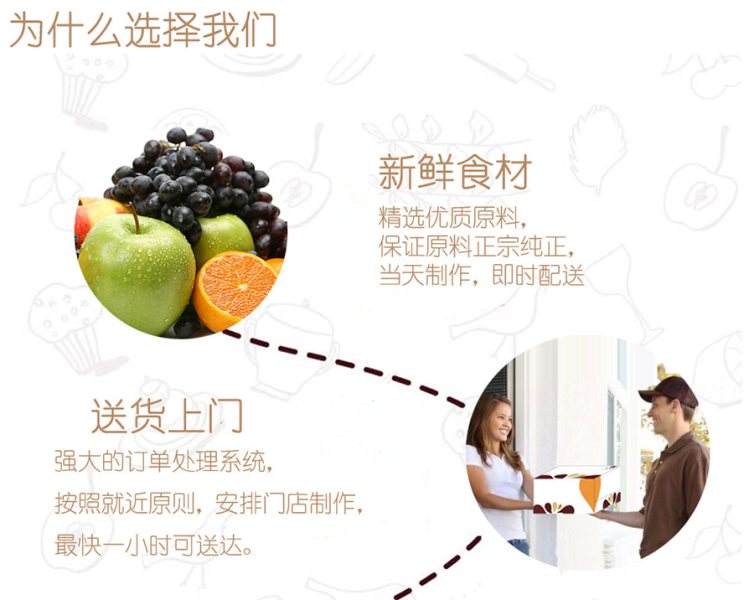 为什么选择我们
新鲜食材
精选优质原料，
保证原料正宗纯正，
当天制作，即时配送
送货上门
强大的订单处理系统，
按照就近原则，安排门店制作，
最快一小时可送达。